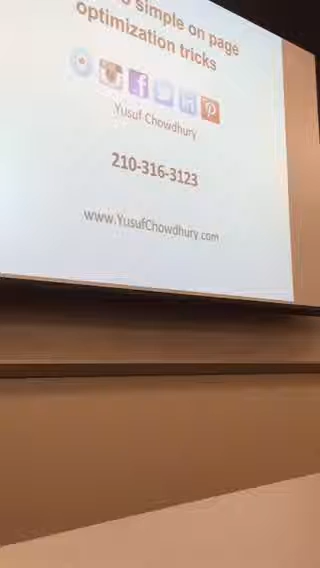 simple on page
optimization tricks
Yusuf Chowdhury
210-316-3123
www.YusufChowdhury.com